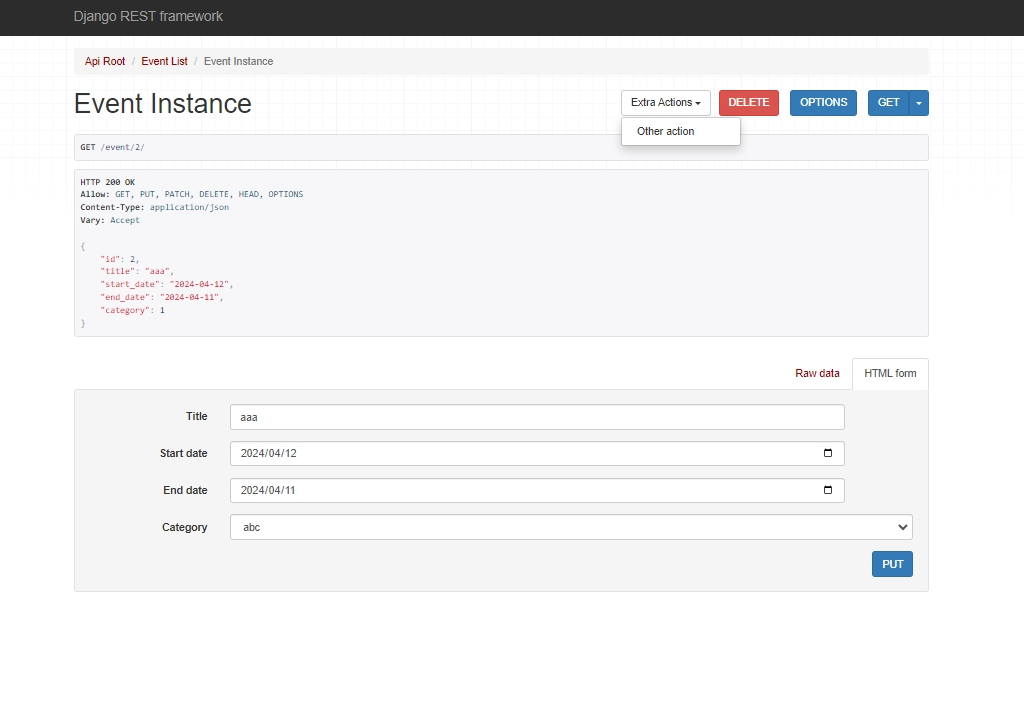 Django REST framework
Api Root / Event List / Event Instance
Event Instance
Extra Actions
DELETE
OPTIONS
GET
Other action
GET /event/2/
HTTP 200 OK
Allow: GET, PUT, PATCH, DELETE, HEAD, OPTIONS
Content-Type: application/json
Vary: Accept
{
    "id": 2,
    "title": "aaa",
    "start_date": "2024-04-12",
    "end_date": "2024-04-11",
    "category": 1
}
Raw data
HTML form
Title aaa
Start date 2024/04/12
End date 2024/04/11
Category abc
PUT